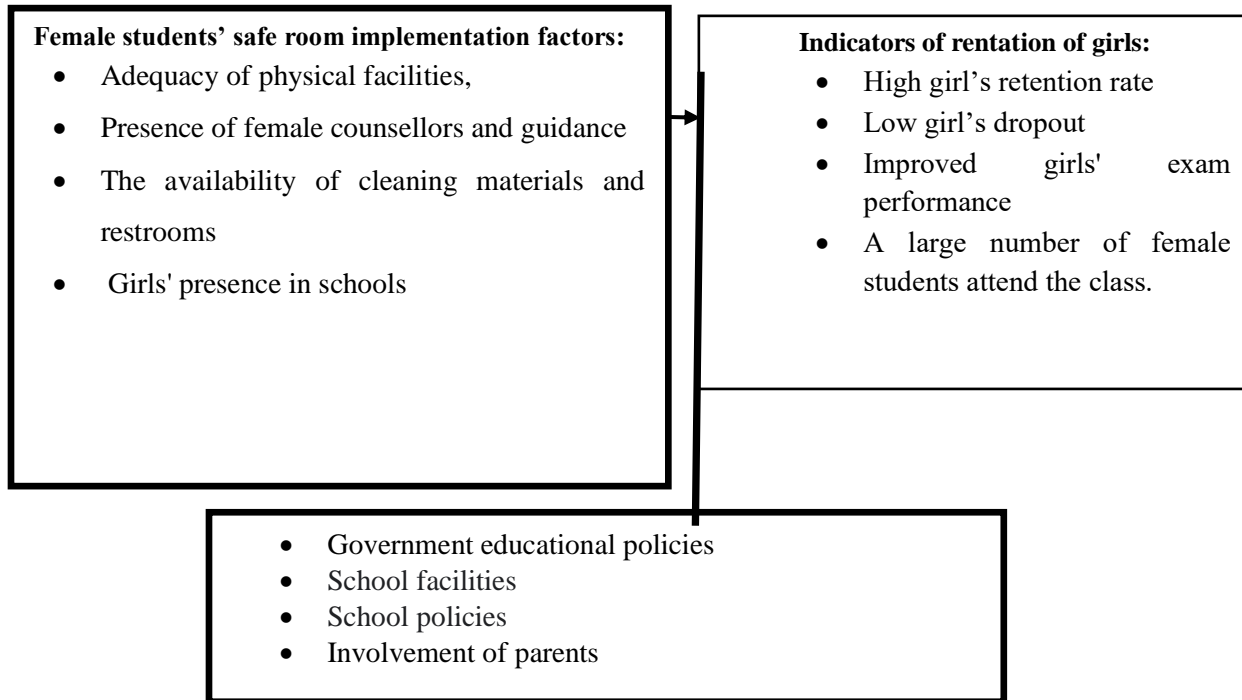 Female students’ safe room implementation factors:
• Adequacy of physical facilities,
• Presence of female counsellors and guidance
• The availability of cleaning materials and
restrooms
• Girls' presence in schools
Indicators of rentation of girls:
• High girl’s retention rate
• Low girl’s dropout
• Improved girls' exam
performance
• A large number of female
students attend the class.
• Government educational policies
• School facilities
• School policies
• Involvement of parents